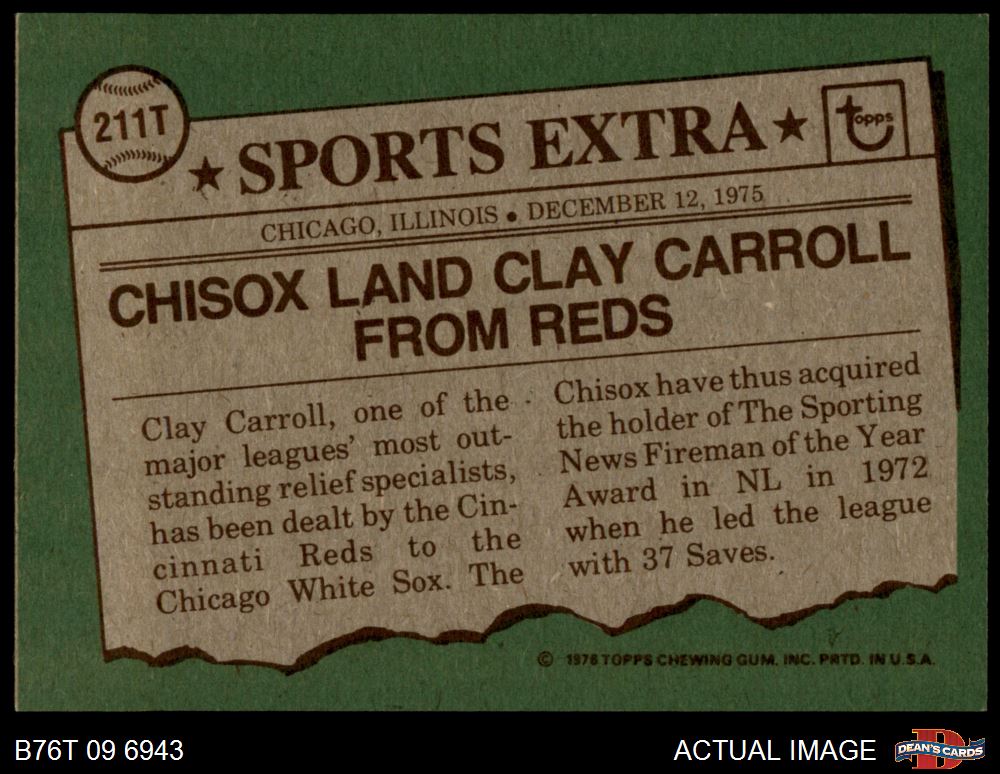 211T
★ SPORTS EXTRA ★
topps
CHICAGO, ILLINOIS • DECEMBER 12, 1975
CHISOX LAND CLAY CARROLL
FROM REDS
Clay Carroll, one of the
major leagues' most out-
standing relief specialists,
has been dealt by the Cin-
cinnati Reds to the
Chicago White Sox. The
Chisox have thus acquired
the holder of The Sporting
News Fireman of the Year
Award in NL in 1972
when he led the league
with 37 Saves.
© 1976 TOPPS CHEWING GUM. INC. PRTD. IN U.S.A.
B76T 09 6943
ACTUAL IMAGE
DEAN'S CARDS